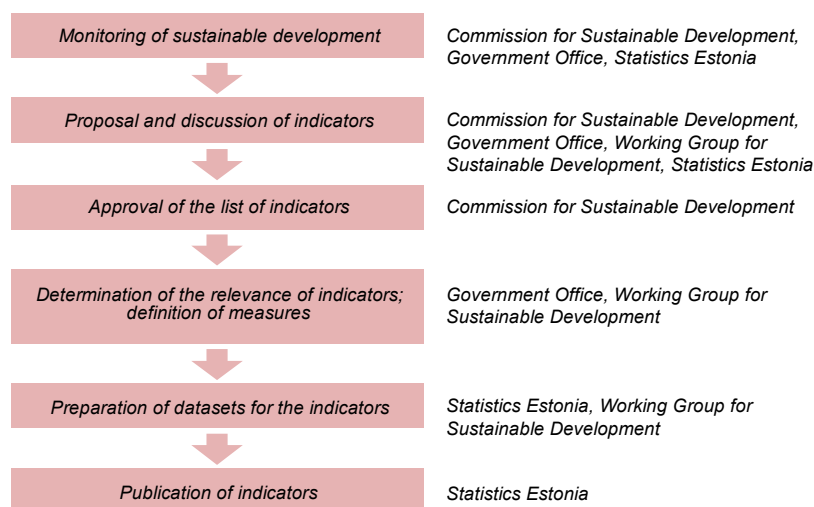 Monitoring of sustainable development
Commission for Sustainable Development,
Government Office, Statistics Estonia
Proposal and discussion of indicators
Commission for Sustainable Development,
Government Office, Working Group for
Sustainable Development, Statistics Estonia
Approval of the list of indicators
Commission for Sustainable Development
Determination of the relevance of indicators;
definition of measures
Government Office, Working Group for
Sustainable Development
Preparation of datasets for the indicators
Statistics Estonia, Working Group for
Sustainable Development
Publication of indicators
Statistics Estonia